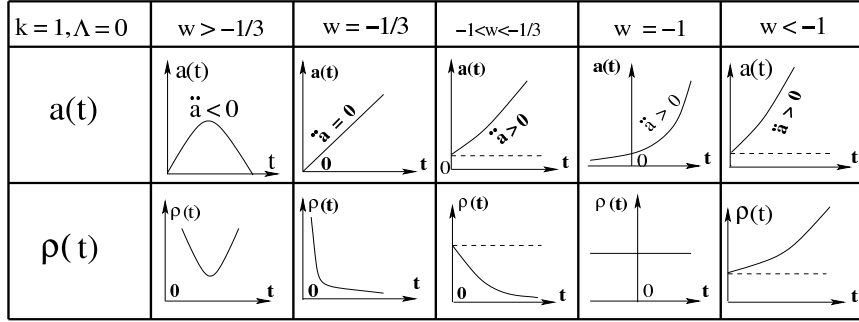 k = 1, Λ = 0 w > −1/3 w = −1/3 −1<w<−1/3 w = −1 w < −1
a(t)
a(t) ä < 0 t 0
a(t) ä = 0 0 t
a(t) ä > 0 0 t
a(t) ä > 0 0 t
a(t) ä > 0 t
ρ(t)
ρ(t) 0 t
ρ(t) 0 t
ρ(t) 0 t
ρ(t) 0 t
ρ(t) t